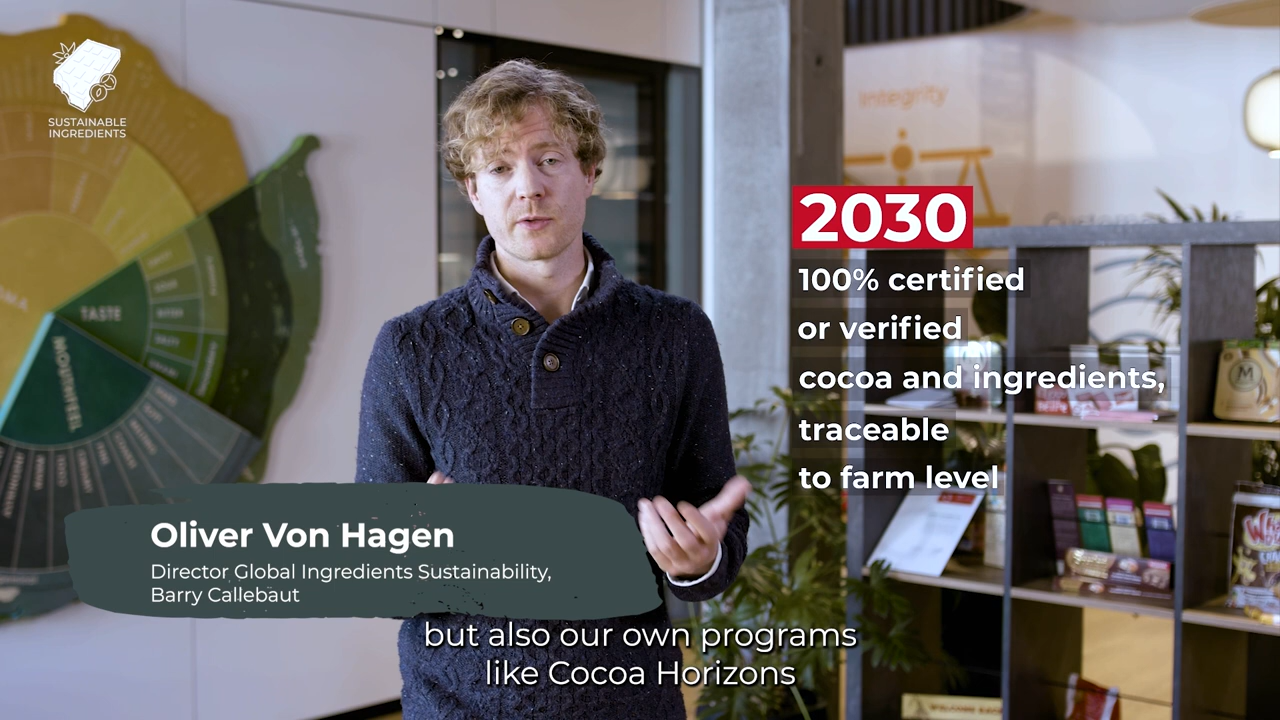 SUSTAINABLE
INGREDIENTS
TASTE
MOUTHFEEL
Integrity
2030
100% certified
or verified
cocoa and ingredients,
traceable
to farm level
M
Oliver Von Hagen
Director Global Ingredients Sustainability,
Barry Callebaut
but also our own programs
like Cocoa Horizons